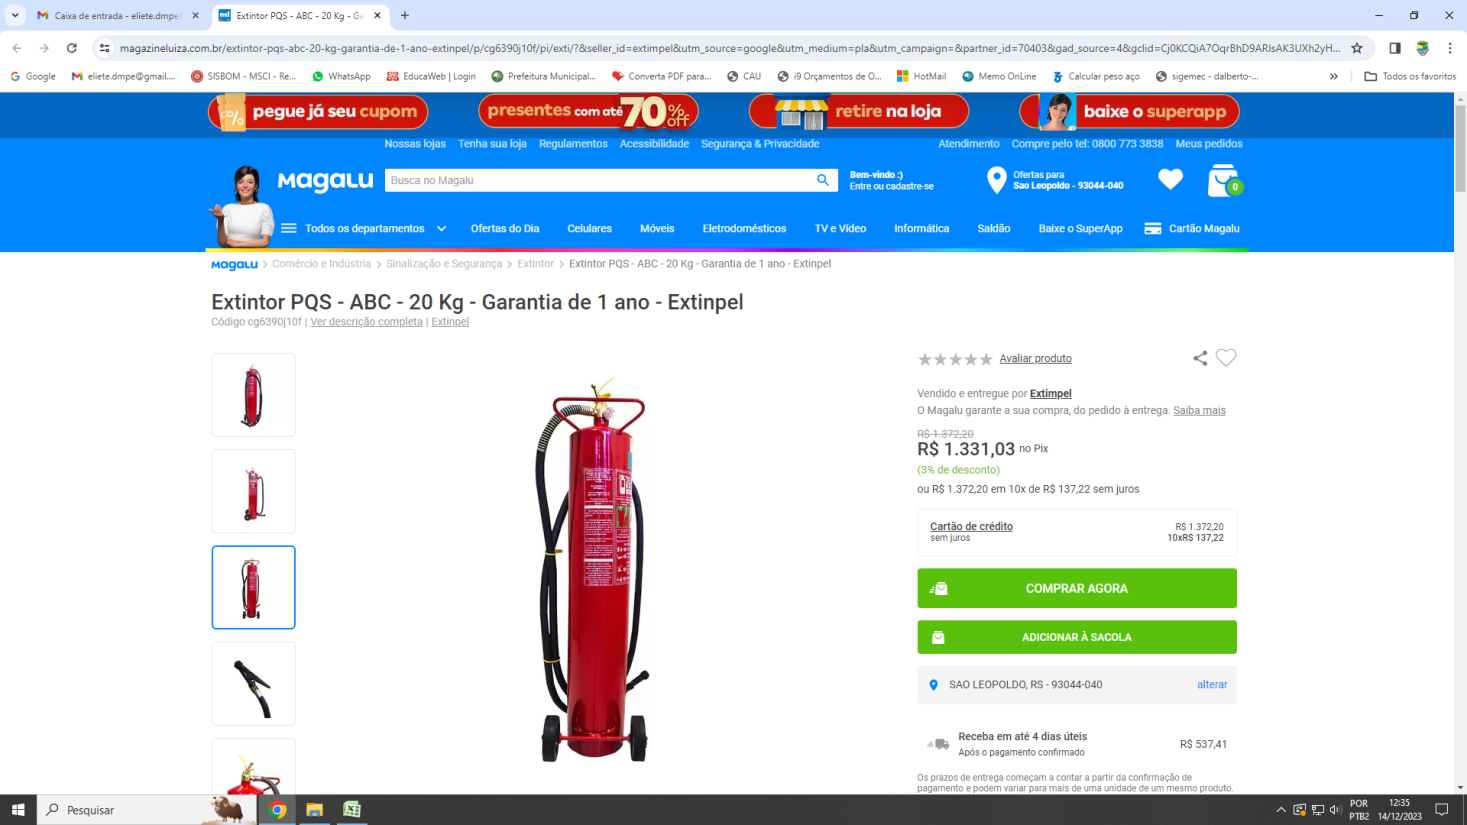 Caixa de entrada - eliete.dmpe
Extintor PQS - ABC - 20 Kg - Ga
magazineluiza.com.br/extintor-pqs-abc-20-kg-garantia-de-1-ano-extinpel/p/cg6390j10f/pi/exti/?&seller_id=extimpel&utm_source=google&utm_medium=pla&utm_campaign=&partner_id=70403&gad_source=4&gclid=Cj0KCQiA7OqrBhD9ARIsAK3UXh2yH...
Google
eliete.dmpe@gmail....
SISBOM - MSCI - Re...
WhatsApp
EducaWeb | Login
Prefeitura Municipal...
Converta PDF para...
CAU
i9 Orçamentos de O...
HotMail
Memo OnLine
Calcular peso aço
sigemec - dalberto-...
»
Todos os favoritos
pegue já seu cupom
presentes com até 70% off
retire na loja
baixe o superapp
Nossas lojas
Tenha sua loja
Regulamentos
Acessibilidade
Segurança & Privacidade
Atendimento
Compre pelo tel: 0800 773 3838
Meus pedidos
Magalu
Busca no Magalu
Bem-vindo :)
Entre ou cadastre-se
Ofertas para
Sao Leopoldo - 93044-040
0
Todos os departamentos
Ofertas do Dia
Celulares
Móveis
Eletrodomésticos
TV e Vídeo
Informática
Saldão
Baixe o SuperApp
Cartão Magalu
Magalu > Comércio e Indústria > Sinalização e Segurança > Extintor > Extintor PQS - ABC - 20 Kg - Garantia de 1 ano - Extinpel
Extintor PQS - ABC - 20 Kg - Garantia de 1 ano - Extinpel
Código cg6390j10f | Ver descrição completa | Extinpel
Avaliar produto
Vendido e entregue por Extimpel
O Magalu garante a sua compra, do pedido à entrega. Saiba mais
R$ 1.372,20
R$ 1.331,03 no Pix
(3% de desconto)
ou R$ 1.372,20 em 10x de R$ 137,22 sem juros
Cartão de crédito
R$ 1.372,20
sem juros
10xR$ 137,22
COMPRAR AGORA
ADICIONAR À SACOLA
SAO LEOPOLDO, RS - 93044-040
alterar
Receba em até 4 dias úteis
Após o pagamento confirmado
R$ 537,41
Os prazos de entrega começam a contar a partir da confirmação de
pagamento e podem variar para mais de uma unidade de um mesmo produto.
Pesquisar
POR
PTB2
12:35
14/12/2023